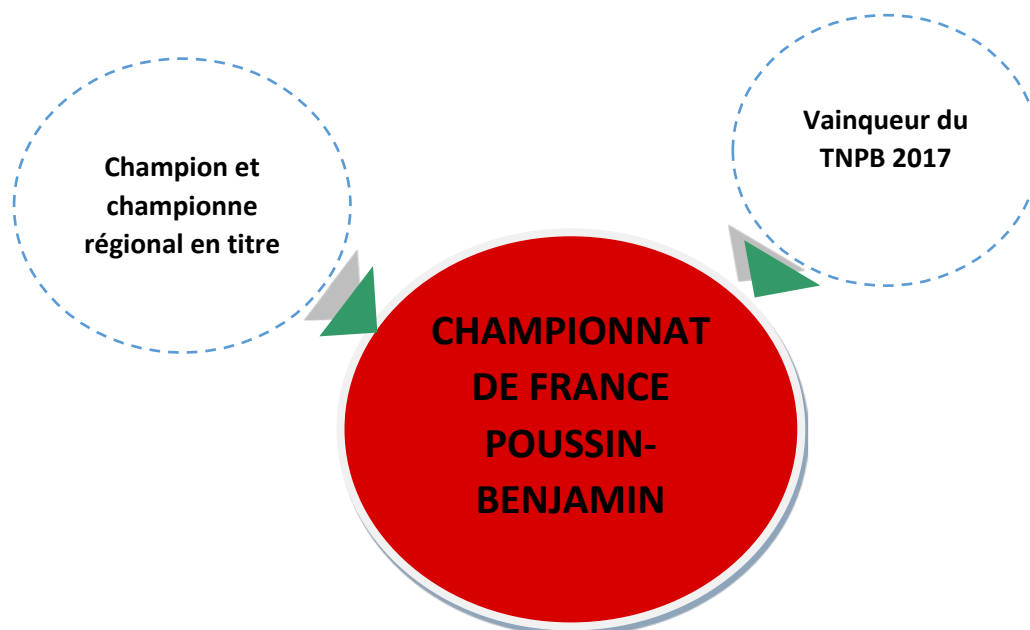 Champion et
championne
régional en titre
Vainqueur du
TNPB 2017
CHAMPIONNAT
DE FRANCE
POUSSIN-
BENJAMIN